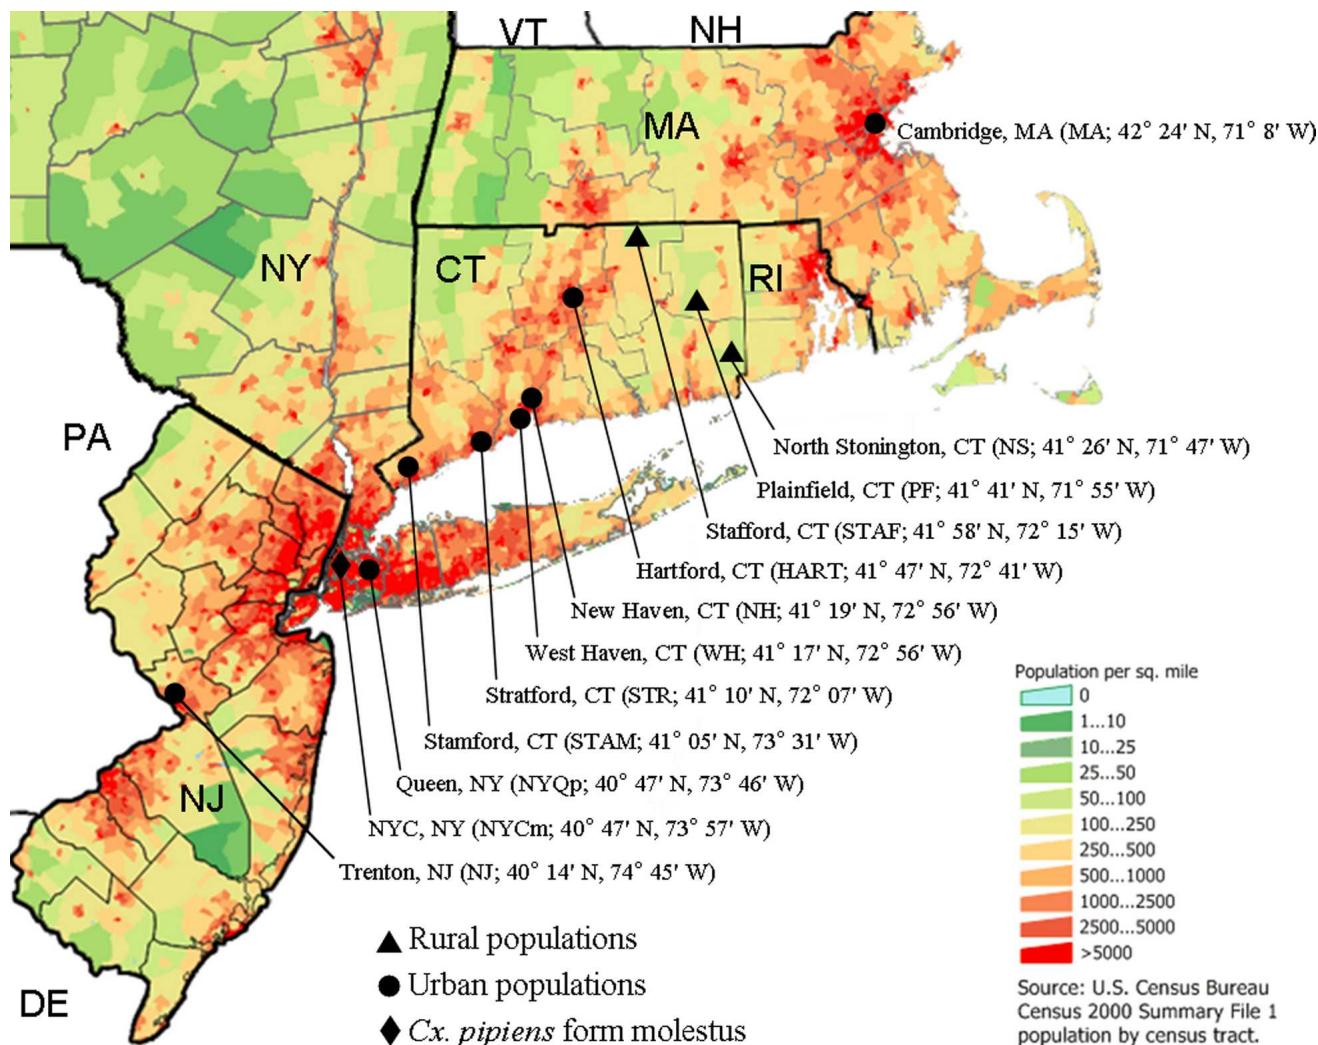 VT
NH
MA
Cambridge, MA (MA; 42° 24' N, 71° 8' W)
NY
CT
RI
PA
North Stonington, CT (NS; 41° 26' N, 71° 47' W)
Plainfield, CT (PF; 41° 41' N, 71° 55' W)
Stafford, CT (STAF; 41° 58' N, 72° 15' W)
Hartford, CT (HART; 41° 47' N, 72° 41' W)
New Haven, CT (NH; 41° 19' N, 72° 56' W)
West Haven, CT (WH; 41° 17' N, 72° 56' W)
Stratford, CT (STR; 41° 10' N, 72° 07' W)
Stamford, CT (STAM; 41° 05' N, 73° 31' W)
Queen, NY (NYQp; 40° 47' N, 73° 46' W)
NYC, NY (NYCm; 40° 47' N, 73° 57' W)
Trenton, NJ (NJ; 40° 14' N, 74° 45' W)
NJ
DE
Rural populations
Urban populations
Cx. pipiens form molestus
Population per sq. mile
0
1...10
10...25
25...50
50...100
100...250
250...500
500...1000
1000...2500
2500...5000
>5000
Source: U.S. Census Bureau
Census 2000 Summary File 1
population by census tract.